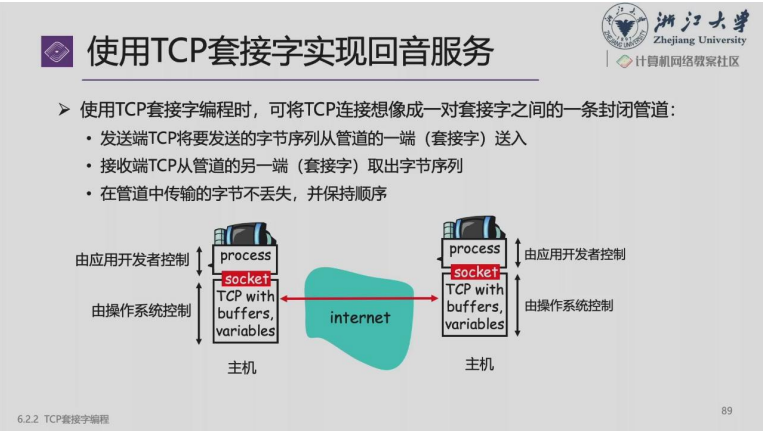 浙江大学
Zhejiang University
计算机网络教案社区
使用TCP套接字实现回音服务
➢ 使用TCP套接字编程时，可将TCP连接想像成一对套接字之间的一条封闭管道：
• 发送端TCP将要发送的字节序列从管道的一端（套接字）送入
• 接收端TCP从管道的另一端（套接字）取出字节序列
• 在管道中传输的字节不丢失，并保持顺序
由应用开发者控制
process
socket
由操作系统控制
TCP with
buffers,
variables
主机
internet
process
socket
TCP with
buffers,
variables
由应用开发者控制
由操作系统控制
主机
6.2.2 TCP套接字编程
89